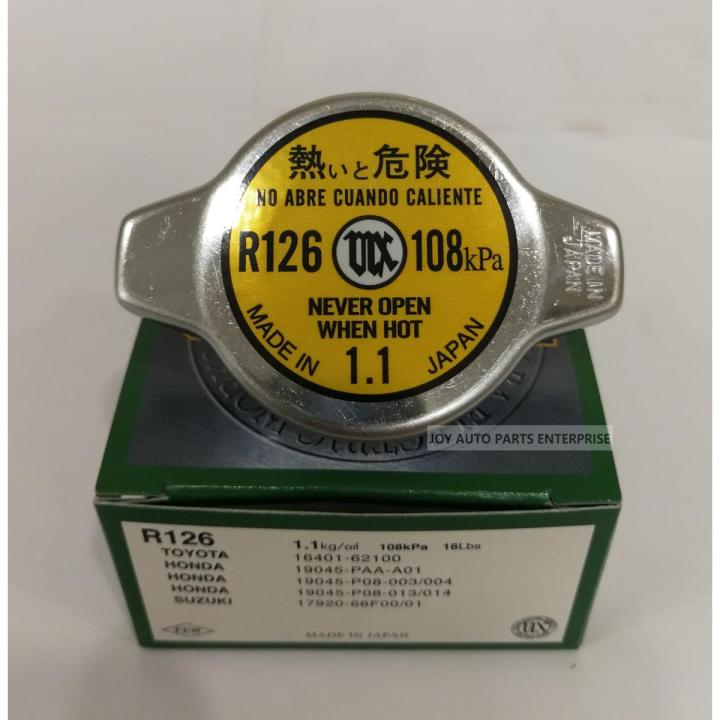 熱いと危険
NO ABRE CUANDO CALIENTE
R126 108kPa
NEVER OPEN
WHEN HOT
MADE IN 1.1 JAPAN
MADE IN
JAPAN
JOY AUTO PARTS ENTERPRISE
R126 1.1kg/c㎡ 108kPa 16Lbs
TOYOTA 16401-62100
HONDA 19045-PAA-A01
HONDA 19045-P08-003/004
HONDA 19045-P08-013/014
SUZUKI 17920-66F00/01
MADE IN JAPAN